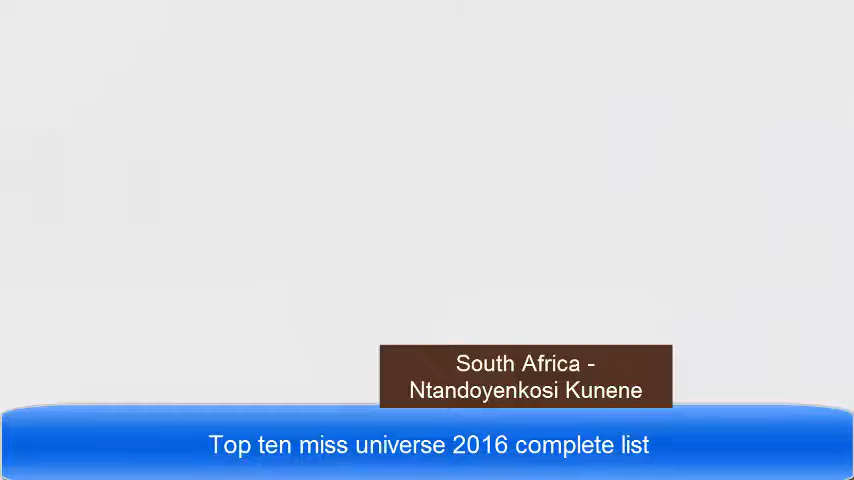 South Africa -
Ntandoyenkosi Kunene
Top ten miss universe 2016 complete list